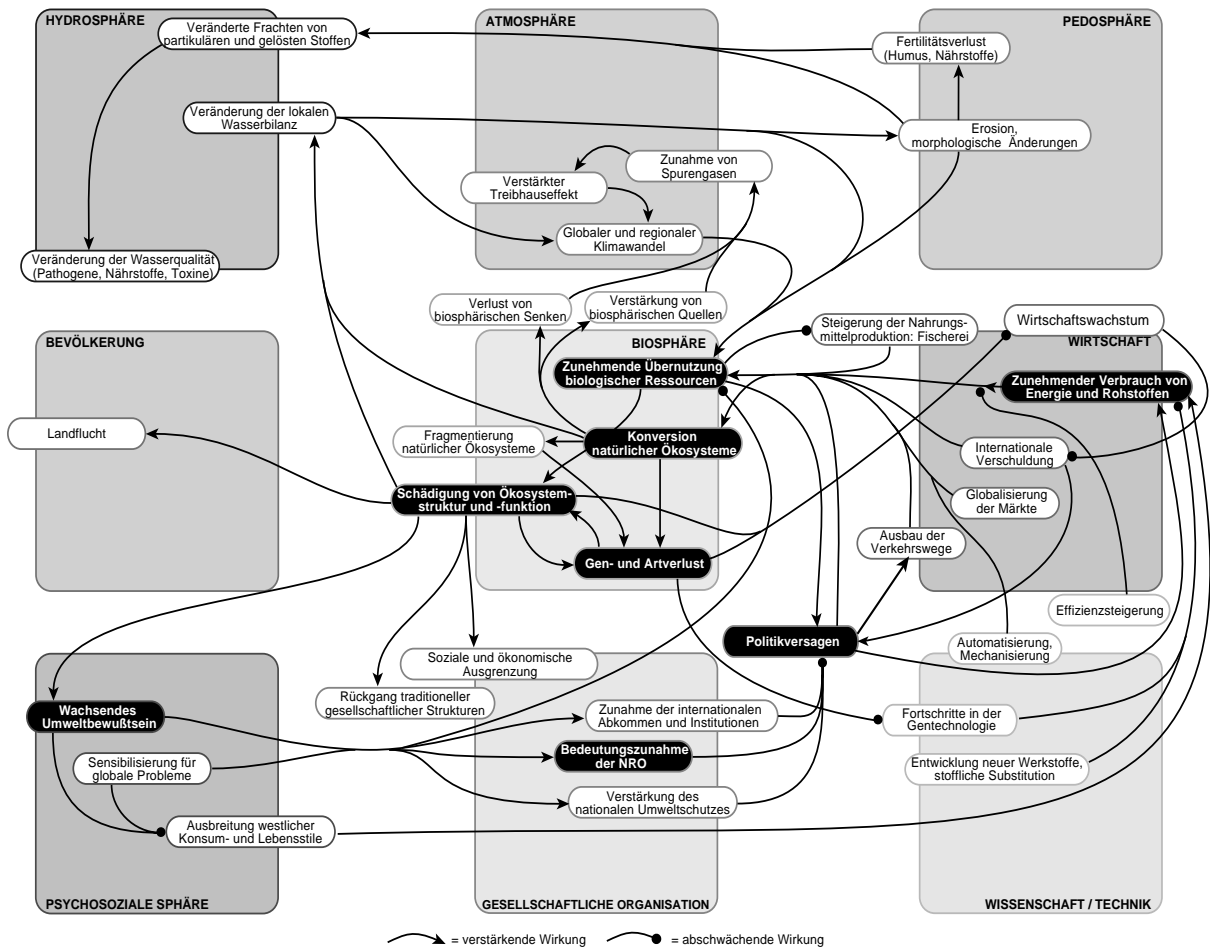 HYDROSPHÄRE
Veränderte Frachten von
partikulären und gelösten Stoffen
Veränderung der lokalen
Wasserbilanz
Veränderung der Wasserqualität
(Pathogene, Nährstoffe, Toxine)
ATMOSPHÄRE
Zunahme von
Spurengasen
Verstärkter
Treibhauseffekt
Globaler und regionaler
Klimawandel
PEDOSPHÄRE
Fertilitätsverlust
(Humus, Nährstoffe)
Erosion,
morphologische Änderungen
BEVÖLKERUNG
Landflucht
Verlust von
biosphärischen Senken
Verstärkung von
biosphärischen Quellen
BIOSPHÄRE
Zunehmende Übernutzung
biologischer Ressourcen
Fragmentierung
natürlicher Ökosysteme
Konversion
natürlicher Ökosysteme
Schädigung von Ökosystem-
struktur und -funktion
Gen- und Artverlust
Steigerung der Nahrungs-
mittelproduktion: Fischerei
Wirtschaftswachstum
WIRTSCHAFT
Zunehmender Verbrauch von
Energie und Rohstoffen
Internationale
Verschuldung
Globalisierung
der Märkte
Ausbau der
Verkehrswege
Effizienzsteigerung
Politikversagen
Automatisierung,
Mechanisierung
Soziale und ökonomische
Ausgrenzung
Rückgang traditioneller
gesellschaftlicher Strukturen
Wachsendes
Umweltbewußtsein
Sensibilisierung für
globale Probleme
Ausbreitung westlicher
Konsum- und Lebensstile
PSYCHOSOZIALE SPHÄRE
Zunahme der internationalen
Abkommen und Institutionen
Bedeutungszunahme
der NRO
Verstärkung des
nationalen Umweltschutzes
GESELLSCHAFTLICHE ORGANISATION
Fortschritte in der
Gentechnologie
Entwicklung neuer Werkstoffe,
stoffliche Substitution
WISSENSCHAFT / TECHNIK
= verstärkende Wirkung
= abschwächende Wirkung